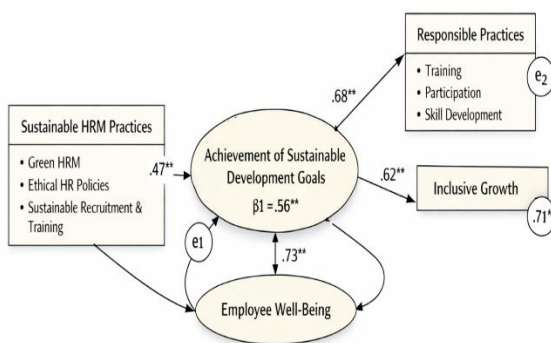 Responsible Practices
• Training
• Participation
• Skill Development
e2
.68**
Sustainable HRM Practices
• Green HRM
• Ethical HR Policies
• Sustainable Recruitment &
Training
.47**
Achievement of Sustainable
Development Goals
β1 =.56**
.62**
Inclusive Growth
.71*
e1
.73**
Employee Well-Being